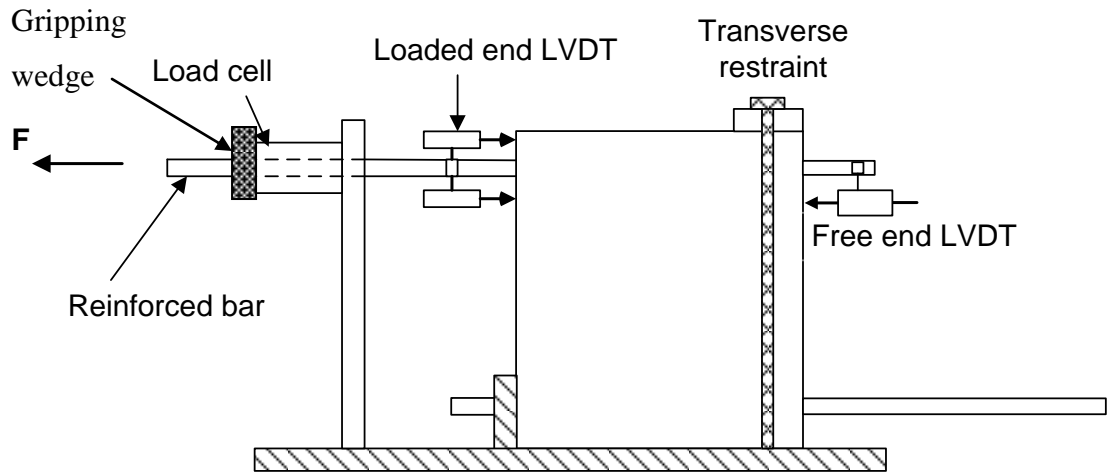 Gripping
wedge
Load cell
Loaded end LVDT
Transverse
restraint
F
Free end LVDT
Reinforced bar